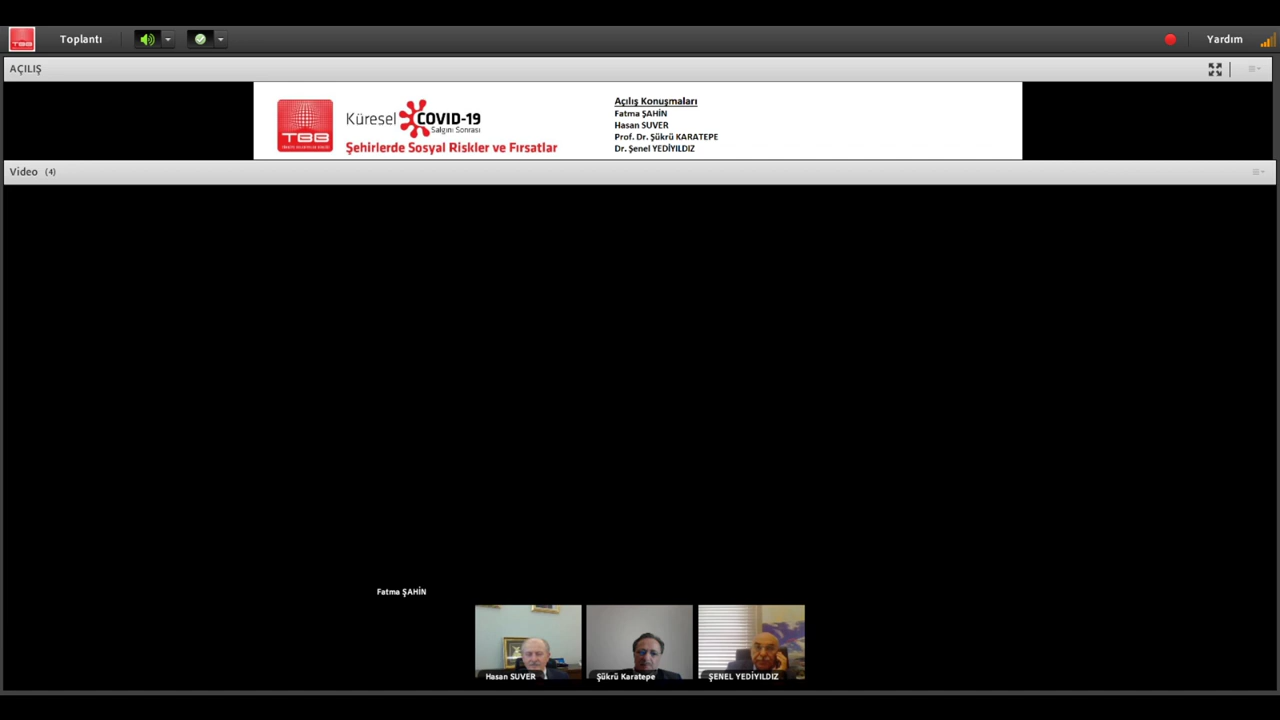 TBB
Toplantı
Yardım
AÇILIŞ
TBB
Küresel COVID-19
Salgını Sonrası
Şehirlerde Sosyal Riskler ve Fırsatlar
Açılış Konuşmaları
Fatma ŞAHİN
Hasan SUVER
Prof. Dr. Şükrü KARATEPE
Dr. Şenel YEDİYILDIZ
Video (4)
Fatma ŞAHİN
Hasan SUVER
Şükrü Karatepe
ŞENEL YEDİYILDIZ